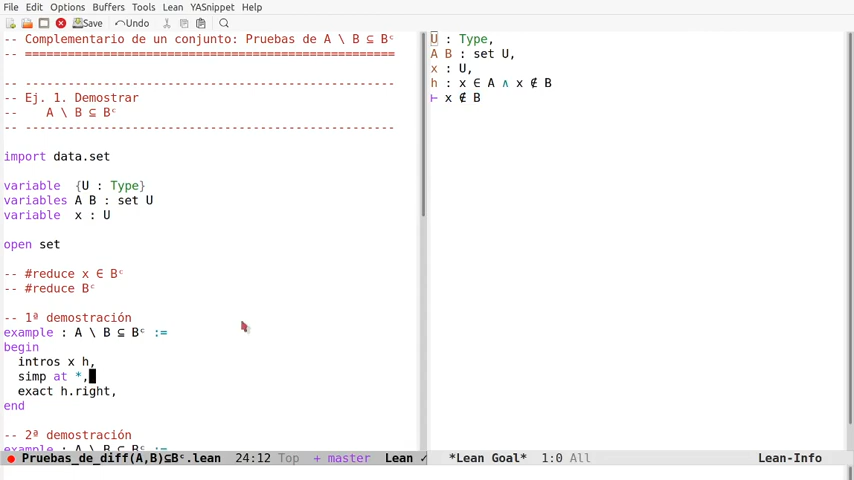 File Edit Options Buffers Tools Lean YASnippet Help
Save Undo
-- Complementario de un conjunto: Pruebas de A \ B ⊆ Bᶜ
-- ===================================================
-- ---------------------------------------------------
-- Ej. 1. Demostrar
--    A \ B ⊆ Bᶜ
-- ---------------------------------------------------
import data.set
variable  {U : Type}
variables A B : set U
variable  x : U
open set
-- #reduce x ∈ Bᶜ
-- #reduce Bᶜ
-- 1ª demostración
example : A \ B ⊆ Bᶜ :=
begin
  intros x h,
  simp at *,
  exact h.right,
end
-- 2ª demostración
example : A \ B ⊆ Bᶜ :=
Pruebas_de_diff(A,B)⊆Bᶜ.lean 24:12 Top + master Lean ✓
U : Type,
A B : set U,
x : U,
h : x ∈ A ∧ x ∉ B
⊢ x ∉ B
*Lean Goal* 1:0 All Lean-Info